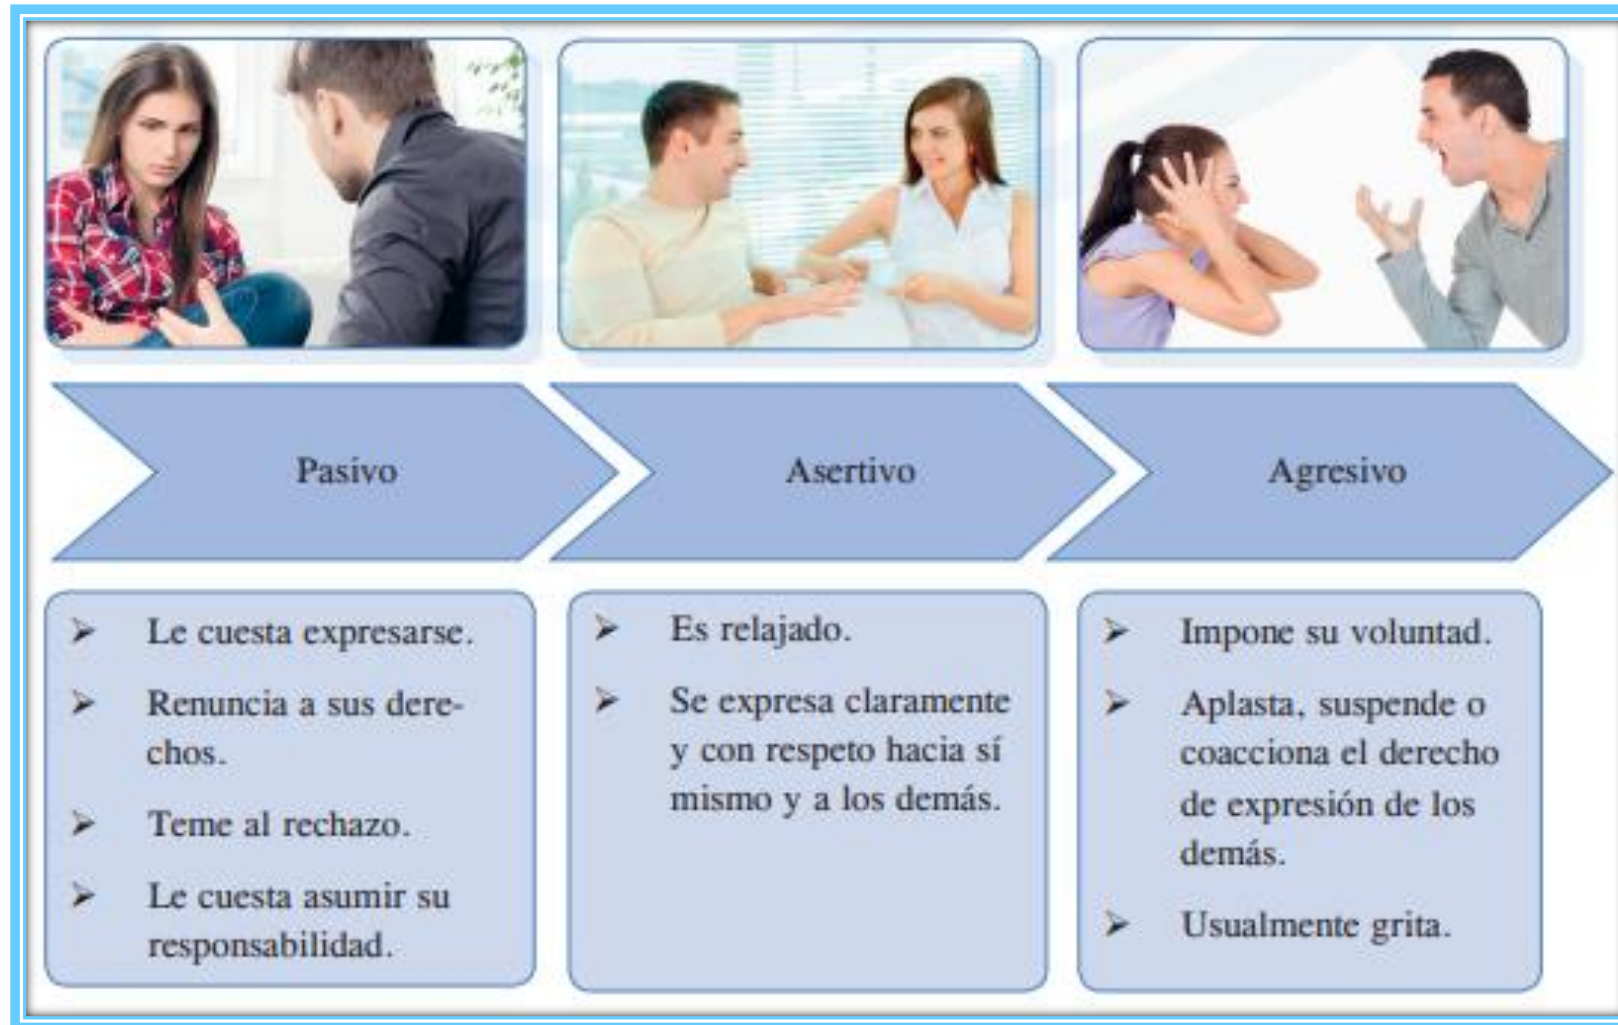 Pasivo
Asertivo
Agresivo
➢ Le cuesta expresarse.
➢ Renuncia a sus dere-
chos.
➢ Teme al rechazo.
➢ Le cuesta asumir su
responsabilidad.
➢ Es relajado.
➢ Se expresa claramente
y con respeto hacia sí
mismo y a los demás.
➢ Impone su voluntad.
➢ Aplasta, suspende o
coacciona el derecho
de expresión de los
demás.
➢ Usualmente grita.